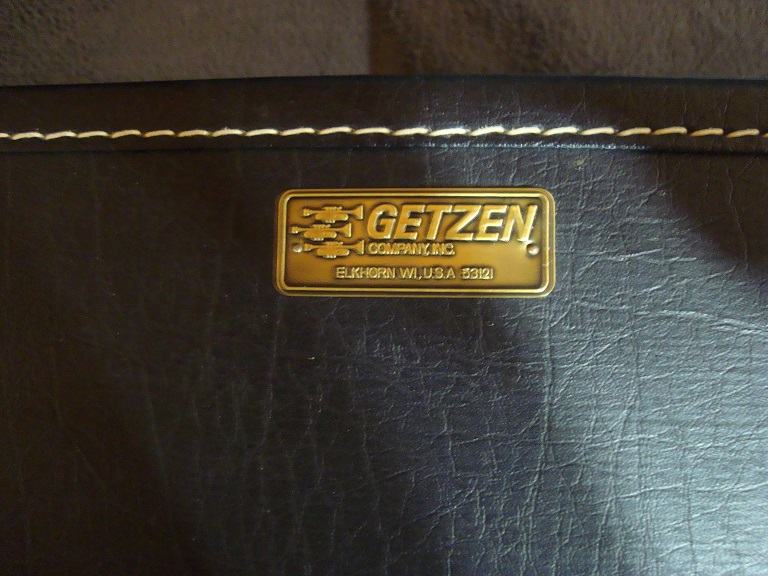 GETZEN
COMPANY, INC.
ELKHORN WI, U.S.A 53121